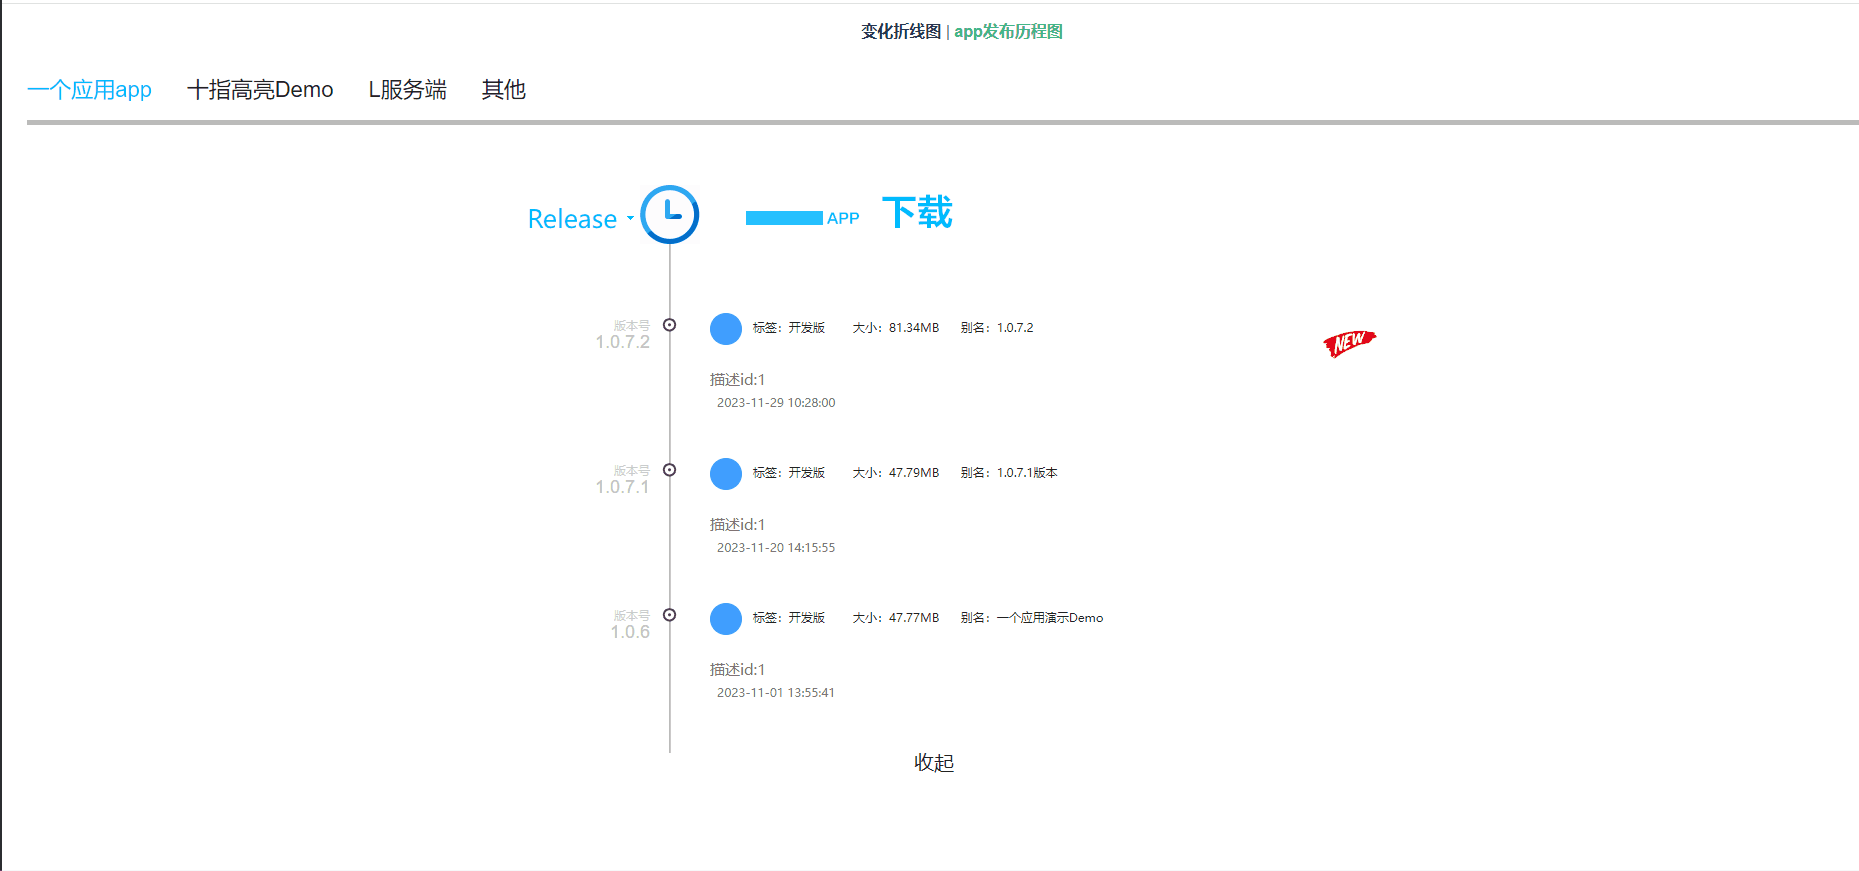 变化折线图 | app发布历程图
一个应用app 十指高亮Demo L服务端 其他
Release APP 下载
版本号
1.0.7.2
标签：开发版 大小：81.34MB 别名：1.0.7.2
NEW
描述id:1
2023-11-29 10:28:00
版本号
1.0.7.1
标签：开发版 大小：47.79MB 别名：1.0.7.1版本
描述id:1
2023-11-20 14:15:55
版本号
1.0.6
标签：开发版 大小：47.77MB 别名：一个应用演示Demo
描述id:1
2023-11-01 13:55:41
收起